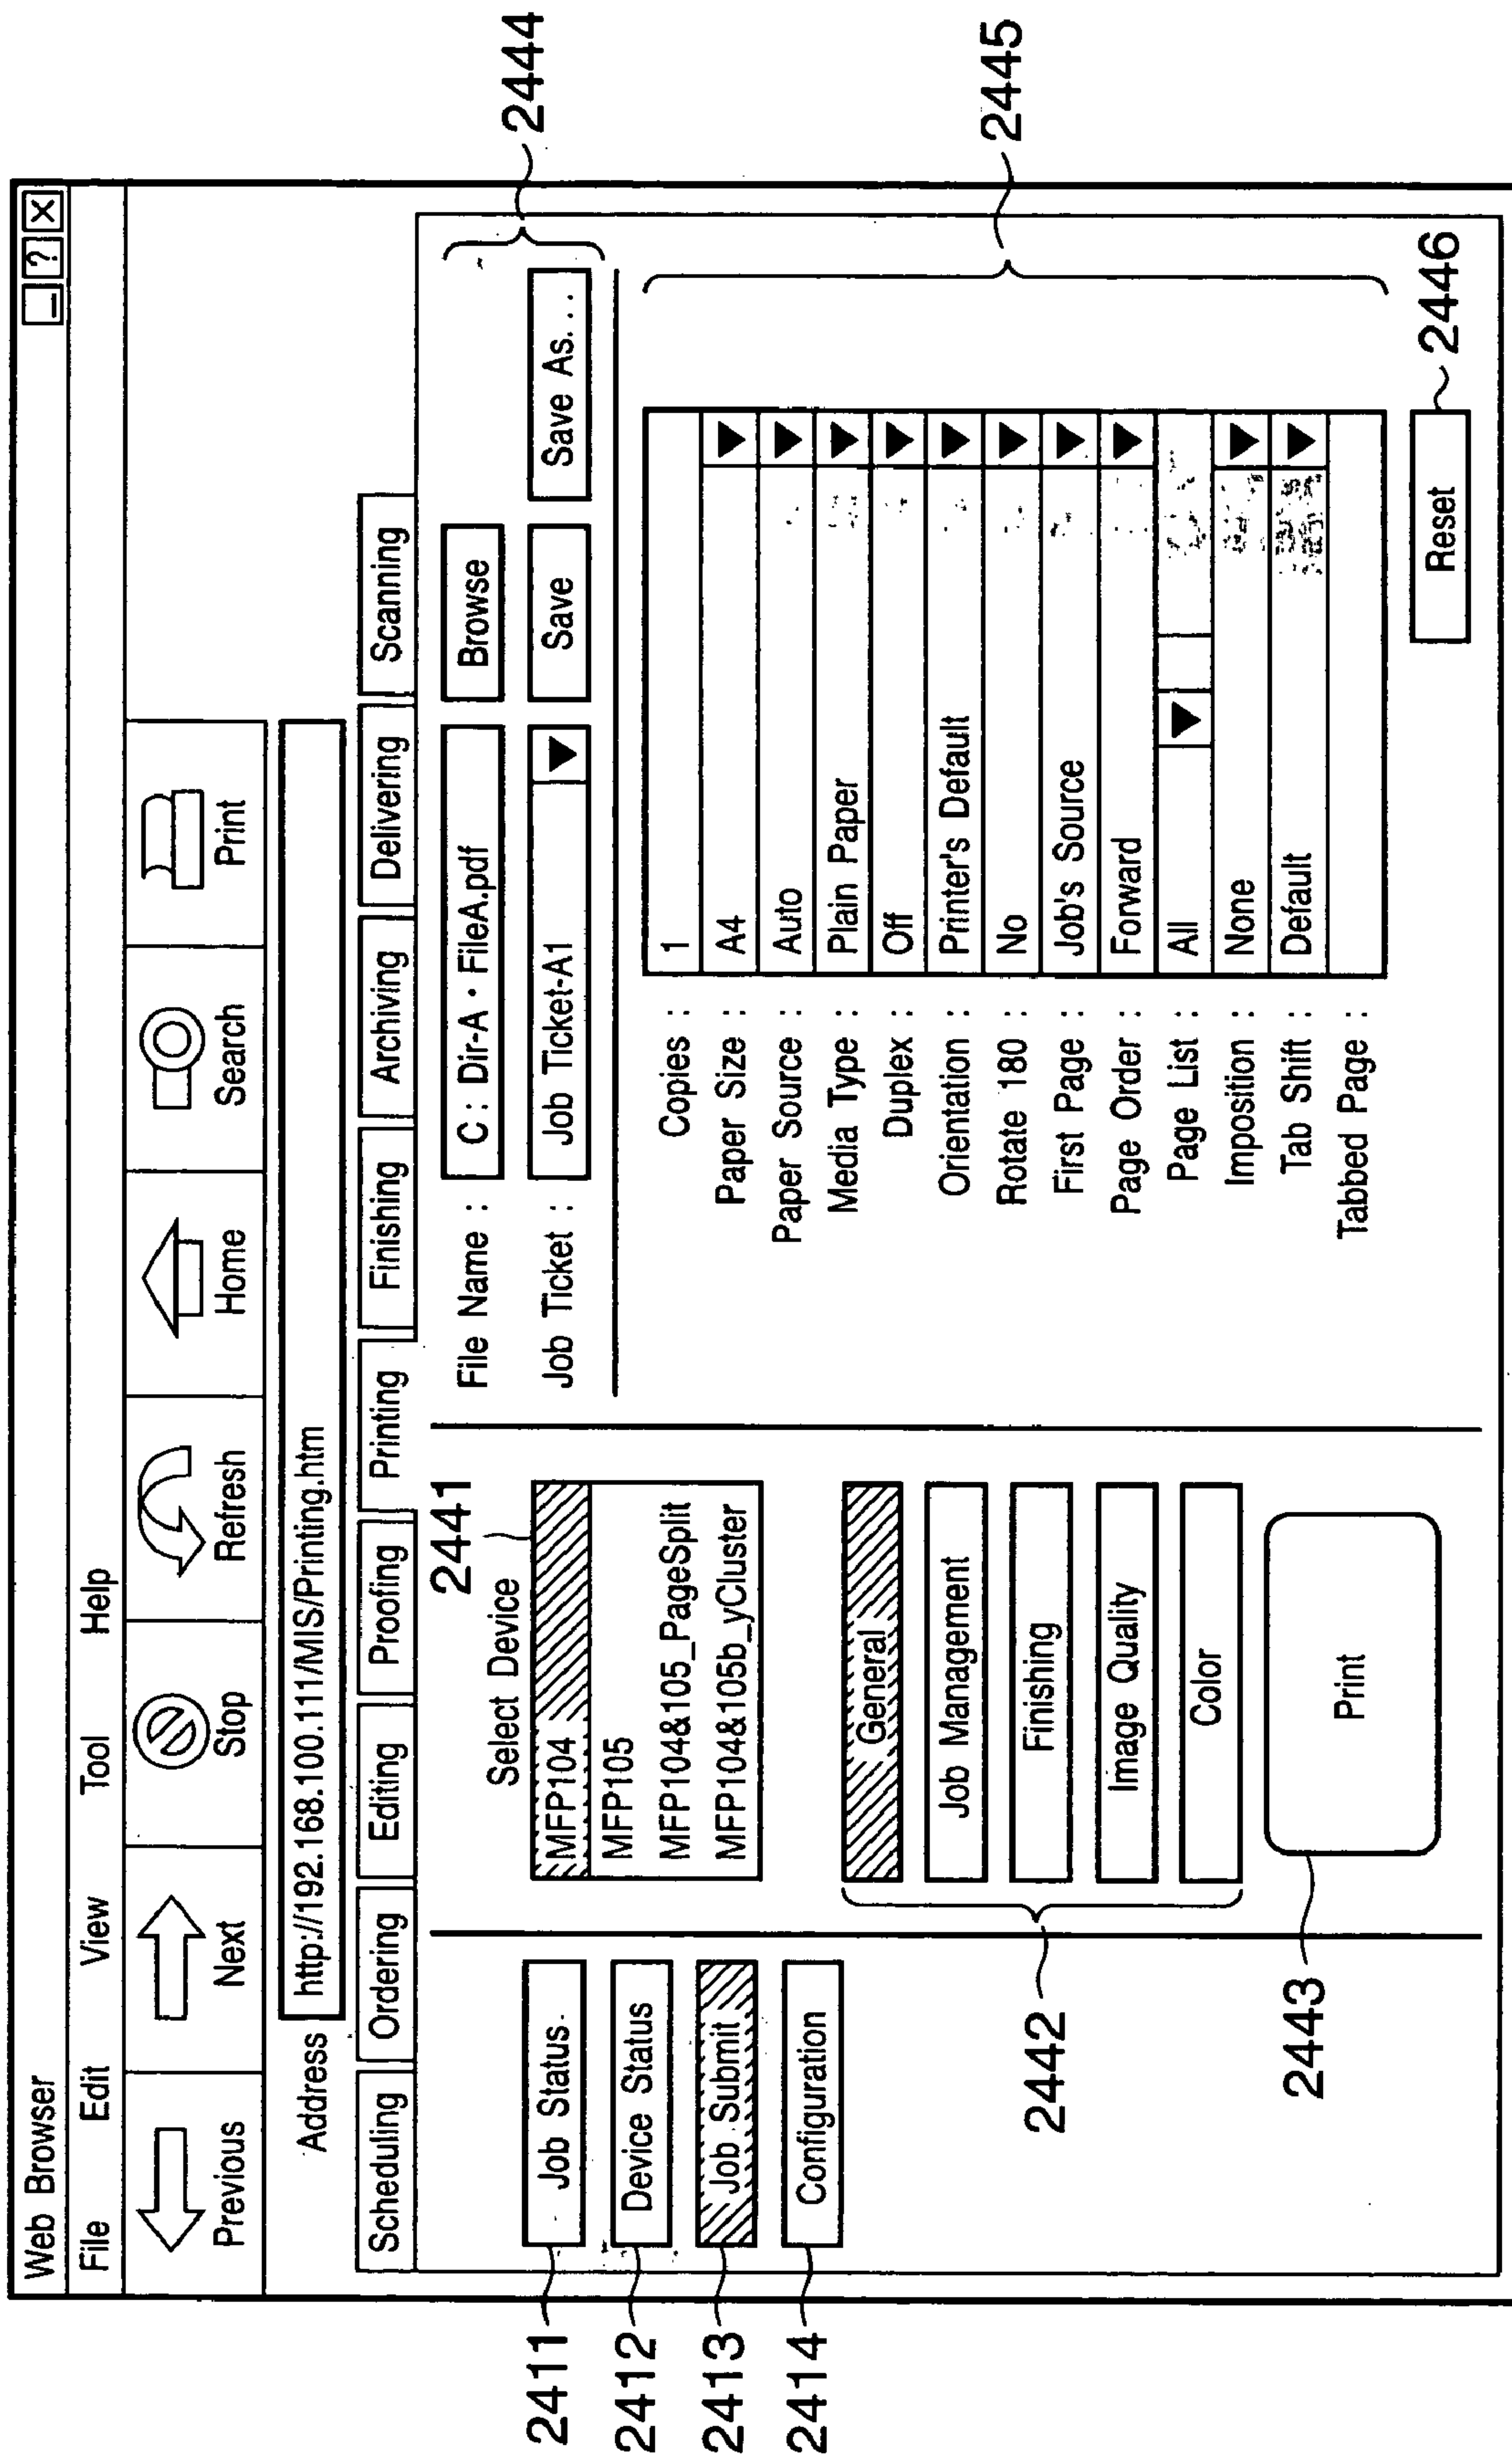 Web Browser _ ? X
File Edit View Tool Help
Previous Next Stop Refresh Home Search Print
Address http://192.168.100.111/MIS/Printing.htm
Scheduling Ordering Editing Proofing Printing Finishing Archiving Delivering Scanning
2411
Job Status
2412
Device Status
2413
Job Submit
2414
Configuration
Select Device
2441
MFP104
MFP105
MFP104&105_PageSplit
MFP104&105b_yCluster
2442
General
Job Management
Finishing
Image Quality
Color
2443
Print
2444
File Name : C : Dir-A · FileA.pdf Browse
Job Ticket : Job Ticket-A1 Save Save As...
2445
Copies : 1
Paper Size : A4
Paper Source : Auto
Media Type : Plain Paper
Duplex : Off
Orientation : Printer's Default
Rotate 180 : No
First Page : Job's Source
Page Order : Forward
Page List : All
Imposition : None
Tab Shift : Default
Tabbed Page :
Reset
2446